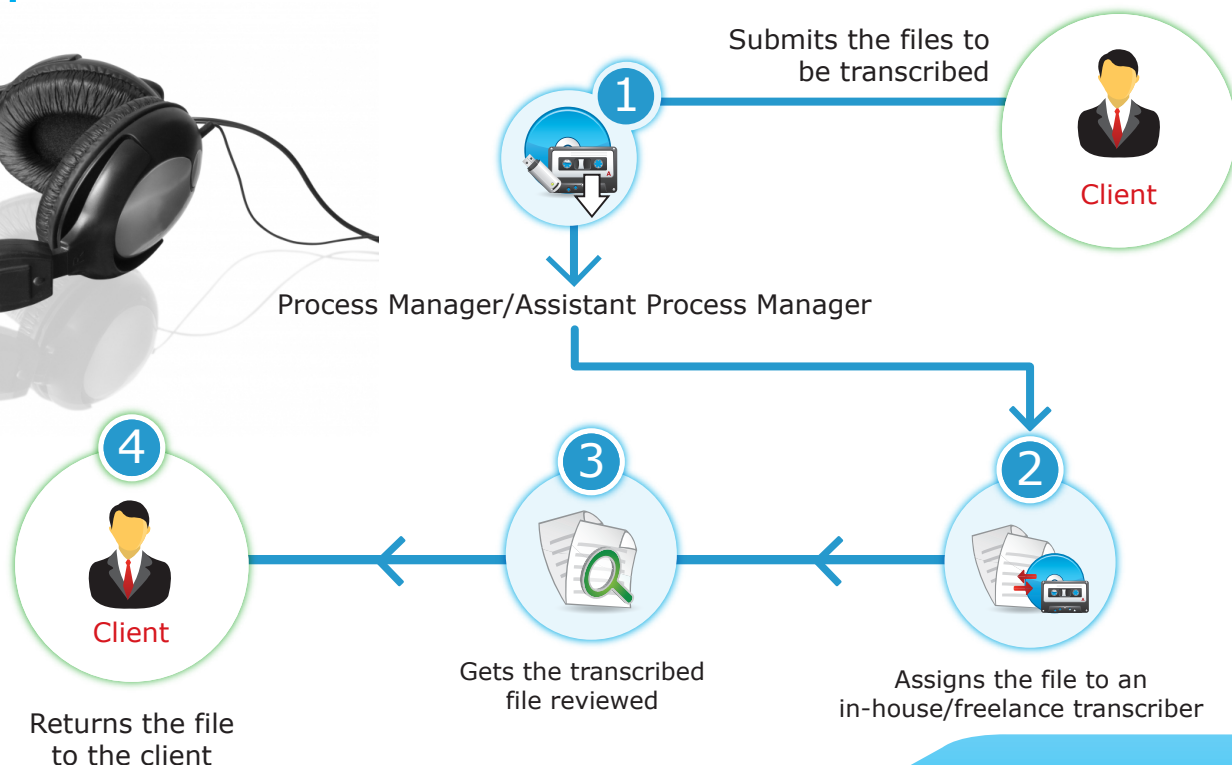 Submits the files to
be transcribed
1
Client
Process Manager/Assistant Process Manager
2
Assigns the file to an
in-house/freelance transcriber
3
Gets the transcribed
file reviewed
4
Client
Returns the file
to the client